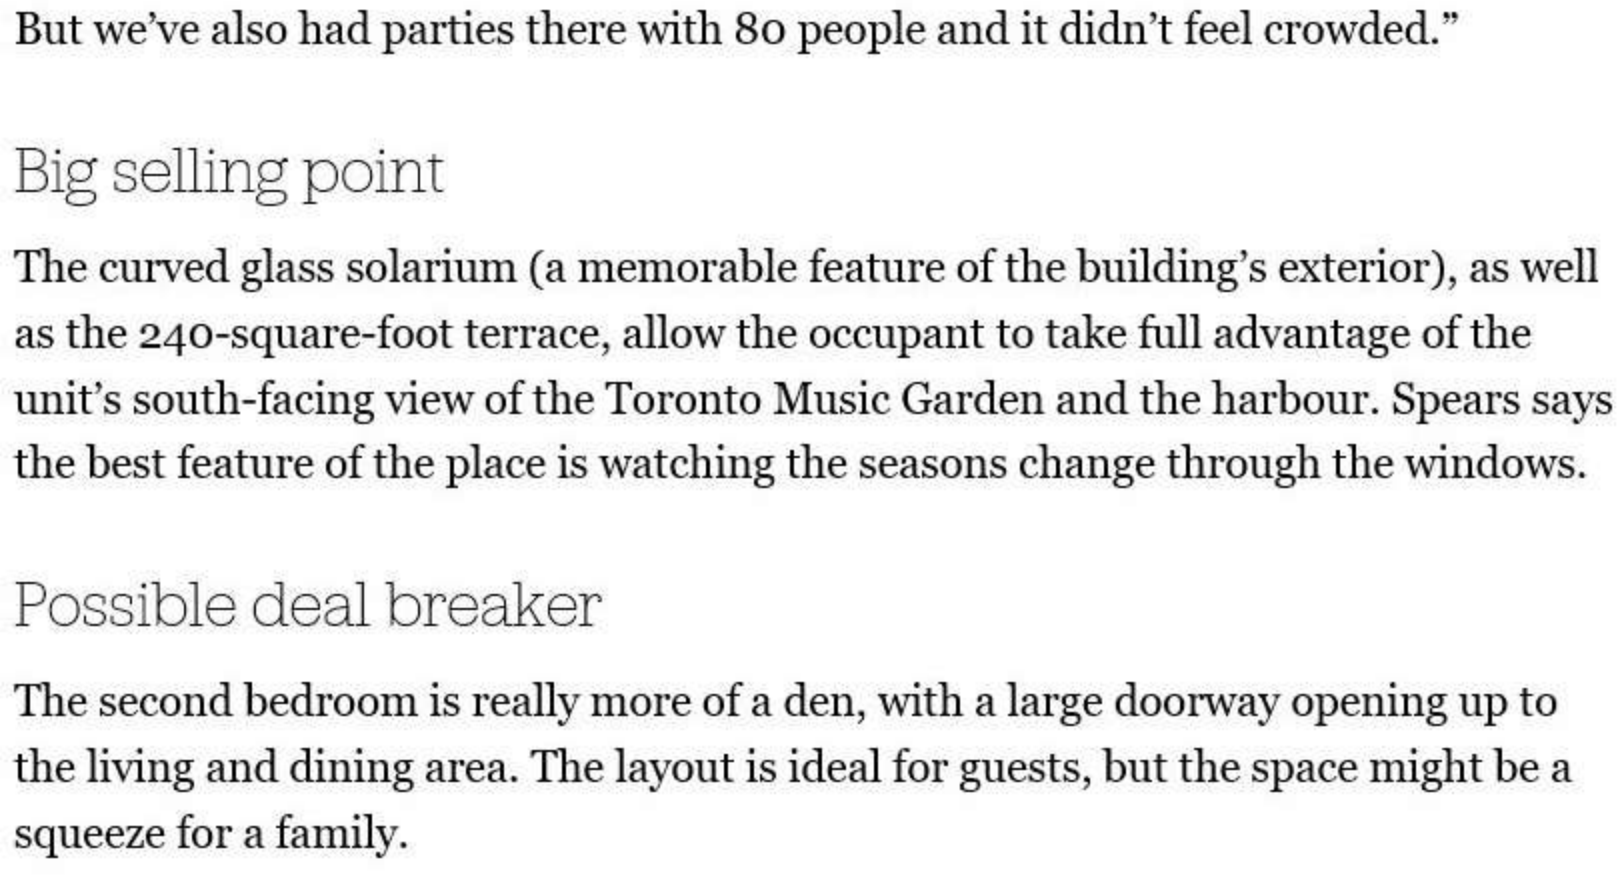 But we’ve also had parties there with 80 people and it didn’t feel crowded.”
Big selling point
The curved glass solarium (a memorable feature of the building’s exterior), as well
as the 240-square-foot terrace, allow the occupant to take full advantage of the
unit’s south-facing view of the Toronto Music Garden and the harbour. Spears says
the best feature of the place is watching the seasons change through the windows.
Possible deal breaker
The second bedroom is really more of a den, with a large doorway opening up to
the living and dining area. The layout is ideal for guests, but the space might be a
squeeze for a family.